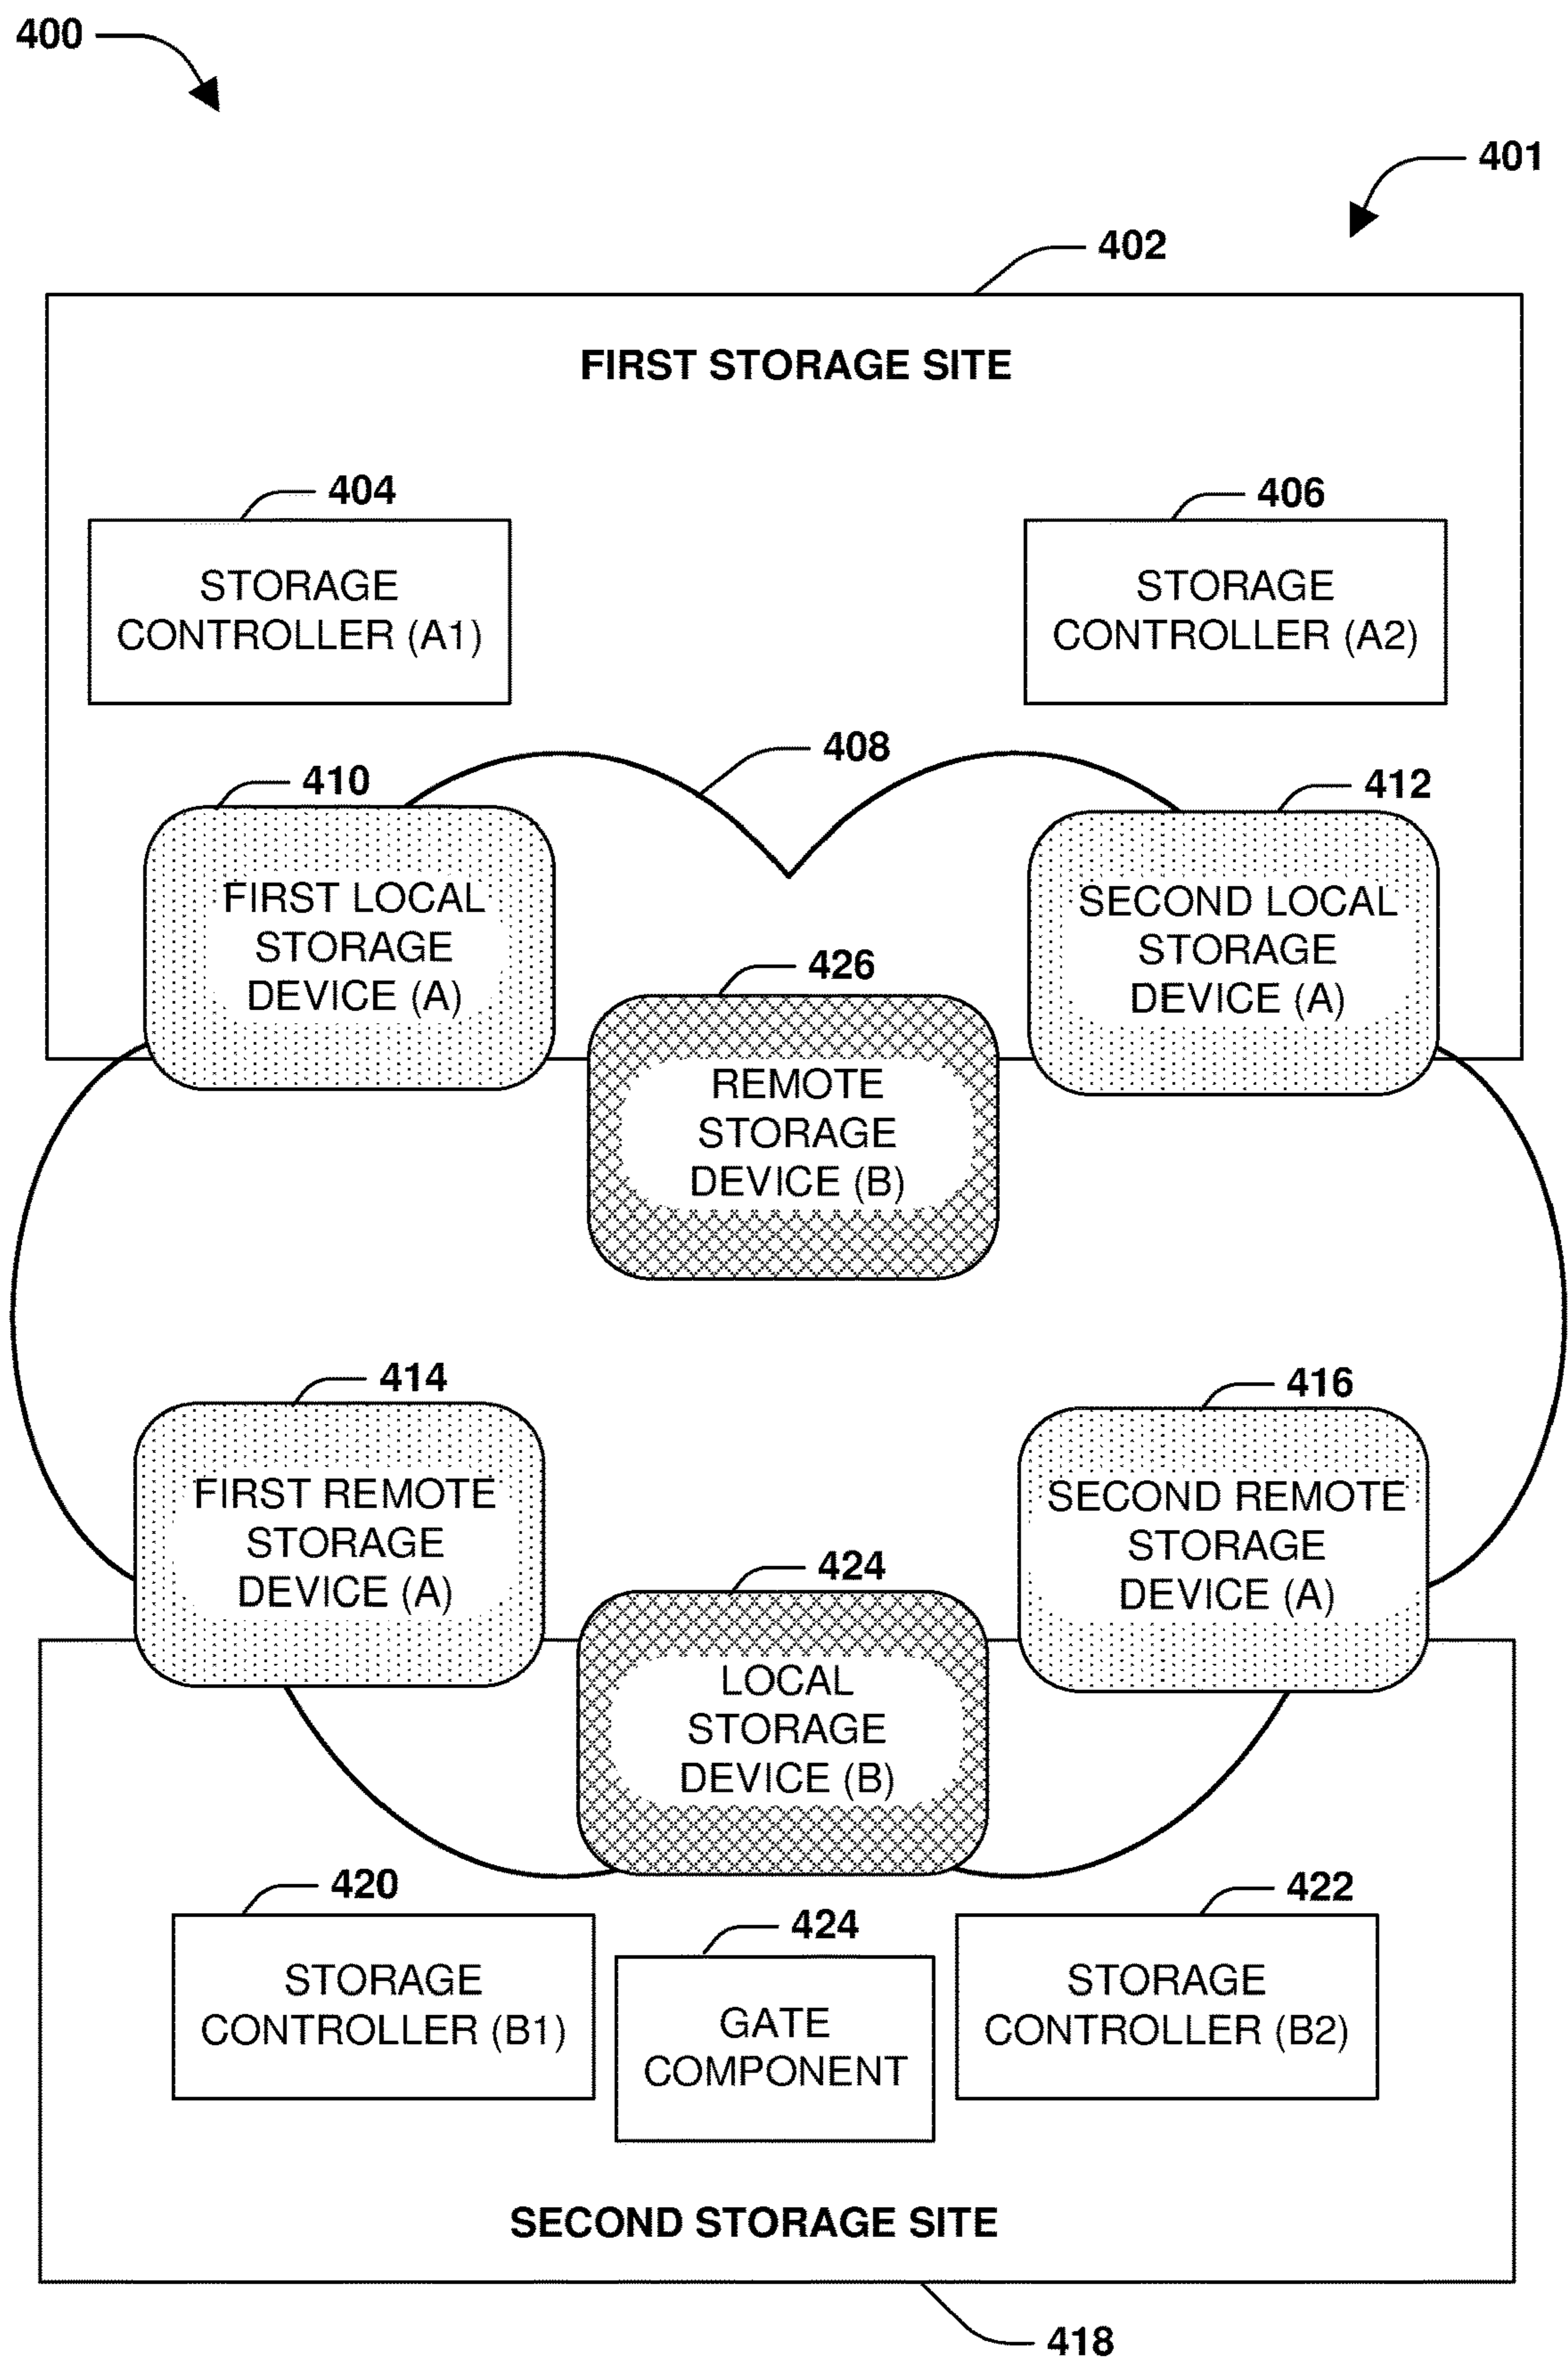 400
401
402
FIRST STORAGE SITE
404
406
STORAGE
CONTROLLER (A1)
STORAGE
CONTROLLER (A2)
408
410
412
FIRST LOCAL
STORAGE
DEVICE (A)
SECOND LOCAL
STORAGE
DEVICE (A)
426
REMOTE
STORAGE
DEVICE (B)
414
416
FIRST REMOTE
STORAGE
DEVICE (A)
SECOND REMOTE
STORAGE
DEVICE (A)
424
LOCAL
STORAGE
DEVICE (B)
420
422
424
STORAGE
CONTROLLER (B1)
GATE
COMPONENT
STORAGE
CONTROLLER (B2)
SECOND STORAGE SITE
418